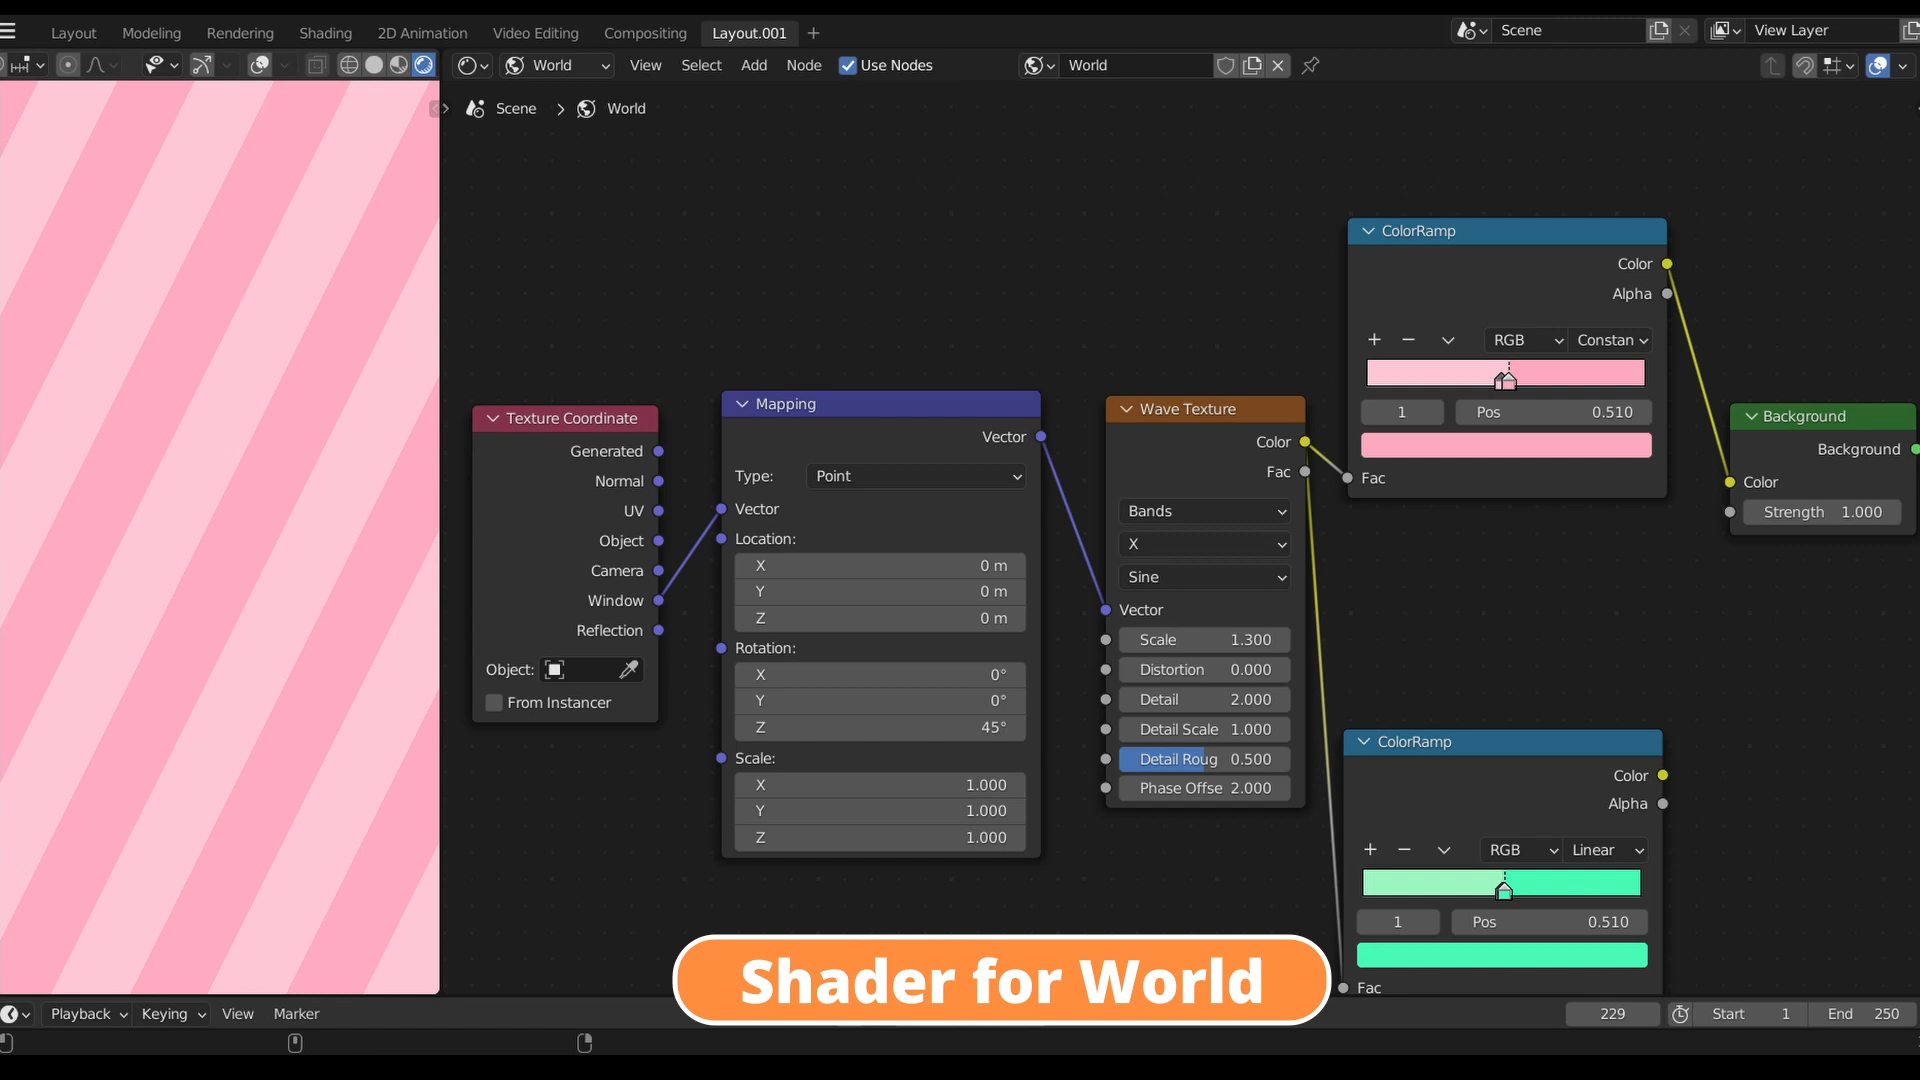 Layout Modeling Rendering Shading 2D Animation Video Editing Compositing Layout.001 + Scene View Layer
World View Select Add Node Use Nodes World
Scene > World
ColorRamp
Color
Alpha
RGB Constan
1 Pos 0.510
Fac
Texture Coordinate
Generated
Normal
UV
Object
Camera
Window
Reflection
Object:
From Instancer
Mapping
Vector
Type: Point
Vector
Location:
X 0 m
Y 0 m
Z 0 m
Rotation:
X 0°
Y 0°
Z 45°
Scale:
X 1.000
Y 1.000
Z 1.000
Wave Texture
Color
Fac
Bands
X
Sine
Vector
Scale 1.300
Distortion 0.000
Detail 2.000
Detail Scale 1.000
Detail Roug 0.500
Phase Offse 2.000
Background
Background
Color
Strength 1.000
ColorRamp
Color
Alpha
RGB Linear
1 Pos 0.510
Fac
Shader for World
Playback Keying View Marker 229 Start 1 End 250